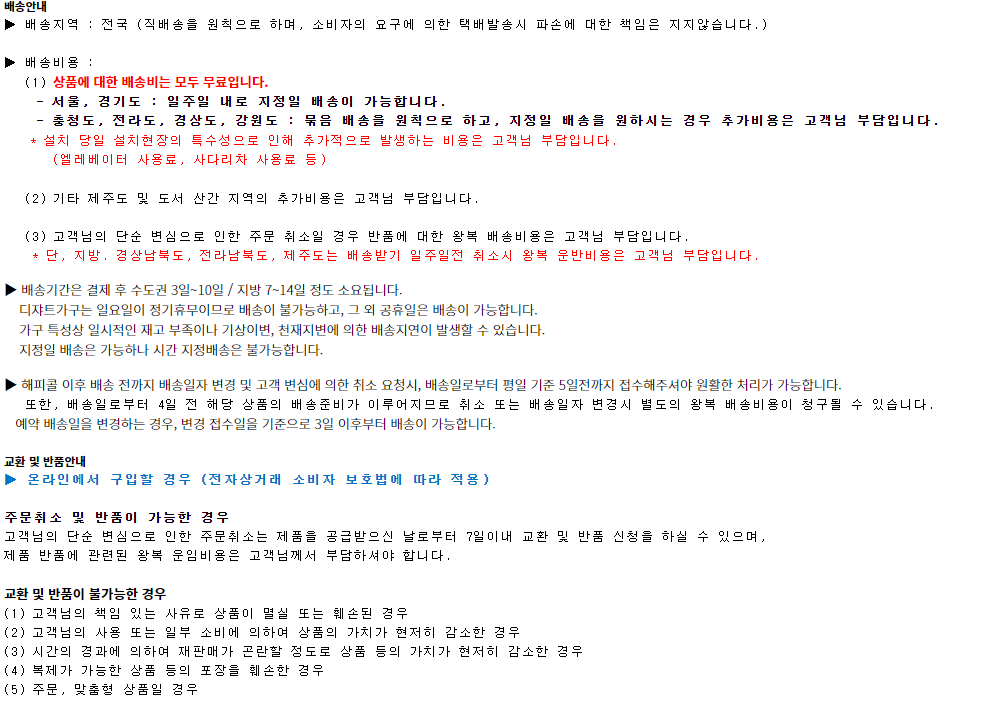 배송안내
▶ 배송지역 : 전국 (직배송을 원칙으로 하며, 소비자의 요구에 의한 택배발송시 파손에 대한 책임은 지지않습니다.)
▶ 배송비용 :
(1) 상품에 대한 배송비는 모두 무료입니다.
- 서울, 경기도 : 일주일 내로 지정일 배송이 가능합니다.
- 충청도, 전라도, 경상도, 강원도 : 묶음 배송을 원칙으로 하고, 지정일 배송을 원하시는 경우 추가비용은 고객님 부담입니다.
* 설치 당일 설치현장의 특수성으로 인해 추가적으로 발생하는 비용은 고객님 부담입니다.
(엘레베이터 사용료, 사다리차 사용료 등)
(2) 기타 제주도 및 도서 산간 지역의 추가비용은 고객님 부담입니다.
(3) 고객님의 단순 변심으로 인한 주문 취소일 경우 반품에 대한 왕복 배송비용은 고객님 부담입니다.
* 단, 지방. 경상남북도, 전라남북도, 제주도는 배송받기 일주일전 취소시 왕복 운반비용은 고객님 부담입니다.
▶ 배송기간은 결제 후 수도권 3일~10일 / 지방 7~14일 정도 소요됩니다.
디쟈트가구는 일요일이 정기휴무이므로 배송이 불가능하고, 그 외 공휴일은 배송이 가능합니다.
가구 특성상 일시적인 재고 부족이나 기상이변, 천재지변에 의한 배송지연이 발생할 수 있습니다.
지정일 배송은 가능하나 시간 지정배송은 불가능합니다.
▶ 해피콜 이후 배송 전까지 배송일자 변경 및 고객 변심에 의한 취소 요청시, 배송일로부터 평일 기준 5일전까지 접수해주셔야 원활한 처리가 가능합니다.
또한, 배송일로부터 4일 전 해당 상품의 배송준비가 이루어지므로 취소 또는 배송일자 변경시 별도의 왕복 배송비용이 청구될 수 있습니다.
예약 배송일을 변경하는 경우, 변경 접수일을 기준으로 3일 이후부터 배송이 가능합니다.
교환 및 반품안내
▶ 온라인에서 구입할 경우 (전자상거래 소비자 보호법에 따라 적용)
주문취소 및 반품이 가능한 경우
고객님의 단순 변심으로 인한 주문취소는 제품을 공급받으신 날로부터 7일이내 교환 및 반품 신청을 하실 수 있으며,
제품 반품에 관련된 왕복 운임비용은 고객님께서 부담하셔야 합니다.
교환 및 반품이 불가능한 경우
(1) 고객님의 책임 있는 사유로 상품이 멸실 또는 훼손된 경우
(2) 고객님의 사용 또는 일부 소비에 의하여 상품의 가치가 현저히 감소한 경우
(3) 시간의 경과에 의하여 재판매가 곤란할 정도로 상품 등의 가치가 현저히 감소한 경우
(4) 복제가 가능한 상품 등의 포장을 훼손한 경우
(5) 주문, 맞춤형 상품일 경우